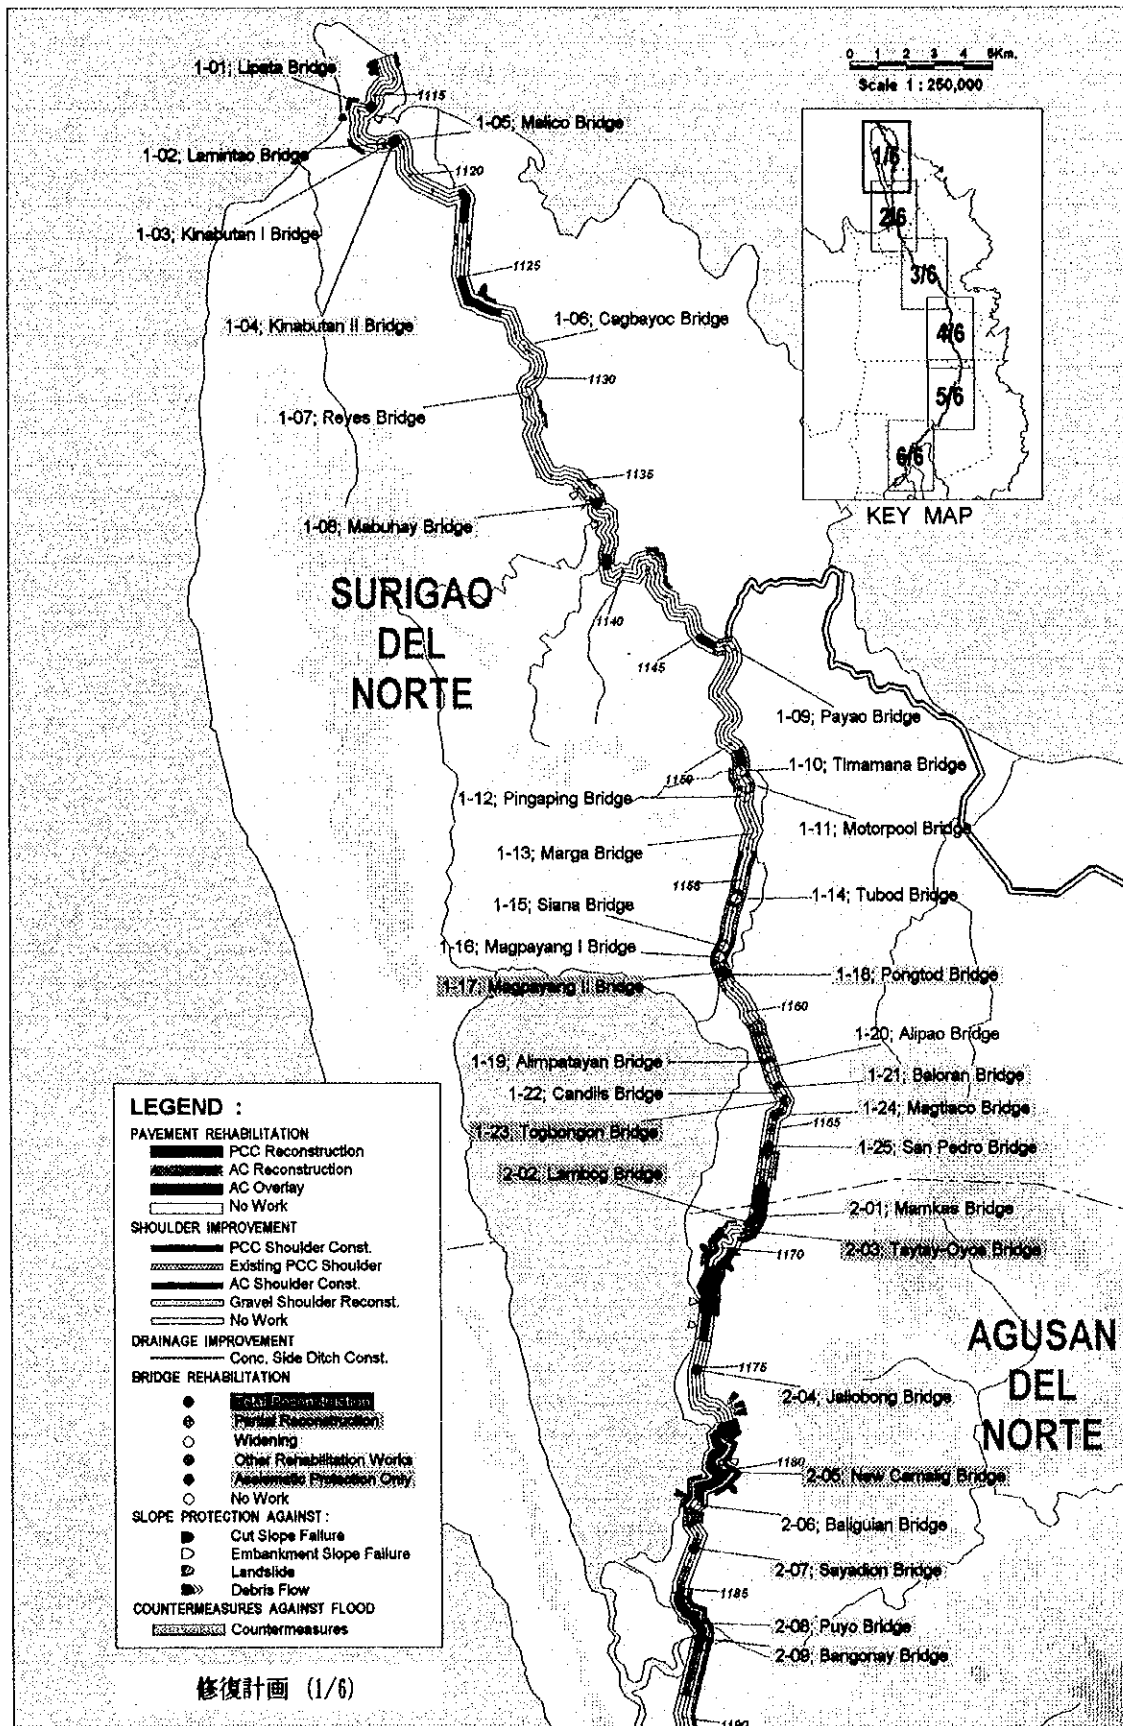 0 1 2 3 4 5Km.
Scale 1 : 250,000
1-01; Lipata Bridge
1115
1-05; Malico Bridge
1-02; Lamintao Bridge
1120
1-03; Kinabutan I Bridge
1125
1-04; Kinabutan II Bridge
1-06; Cagbayoc Bridge
1130
1-07; Reyes Bridge
1135
1-08; Mabuhay Bridge
1/6
2/6
3/6
4/6
5/6
6/6
KEY MAP
SURIGAO
DEL
NORTE
1140
1145
1-09; Payao Bridge
1150
1-10; Timamana Bridge
1-12; Pingaping Bridge
1-11; Motorpool Bridge
1-13; Marga Bridge
1155
1-14; Tubod Bridge
1-15; Siana Bridge
1-16; Magpayang I Bridge
1-17; Magpayang II Bridge
1-18; Pongtod Bridge
1160
1-20; Alipao Bridge
1-19; Alimpatayan Bridge
1-21; Baloran Bridge
1-22; Candiis Bridge
1-24; Magtiaco Bridge
1165
1-23; Togbongon Bridge
1-25; San Pedro Bridge
2-02; Lambog Bridge
2-01; Mamkas Bridge
1170
2-03; Taytay-Oyos Bridge
AGUSAN
DEL
NORTE
1175
2-04; Jaliobong Bridge
1180
2-05; New Camalig Bridge
2-06; Baliguian Bridge
2-07; Sayadion Bridge
1185
2-08; Puyo Bridge
2-09; Bangonay Bridge
1190
LEGEND :
PAVEMENT REHABILITATION
PCC Reconstruction
AC Reconstruction
AC Overlay
No Work
SHOULDER IMPROVEMENT
PCC Shoulder Const.
Existing PCC Shoulder
AC Shoulder Const.
Gravel Shoulder Reconst.
No Work
DRAINAGE IMPROVEMENT
Conc. Side Ditch Const.
BRIDGE REHABILITATION
Total Reconstruction
Partial Reconstruction
Widening
Other Rehabilitation Works
Asseismatic Protection Only
No Work
SLOPE PROTECTION AGAINST :
Cut Slope Failure
Embankment Slope Failure
Landslide
Debris Flow
COUNTERMEASURES AGAINST FLOOD
Countermeasures
修復計画 (1/6)